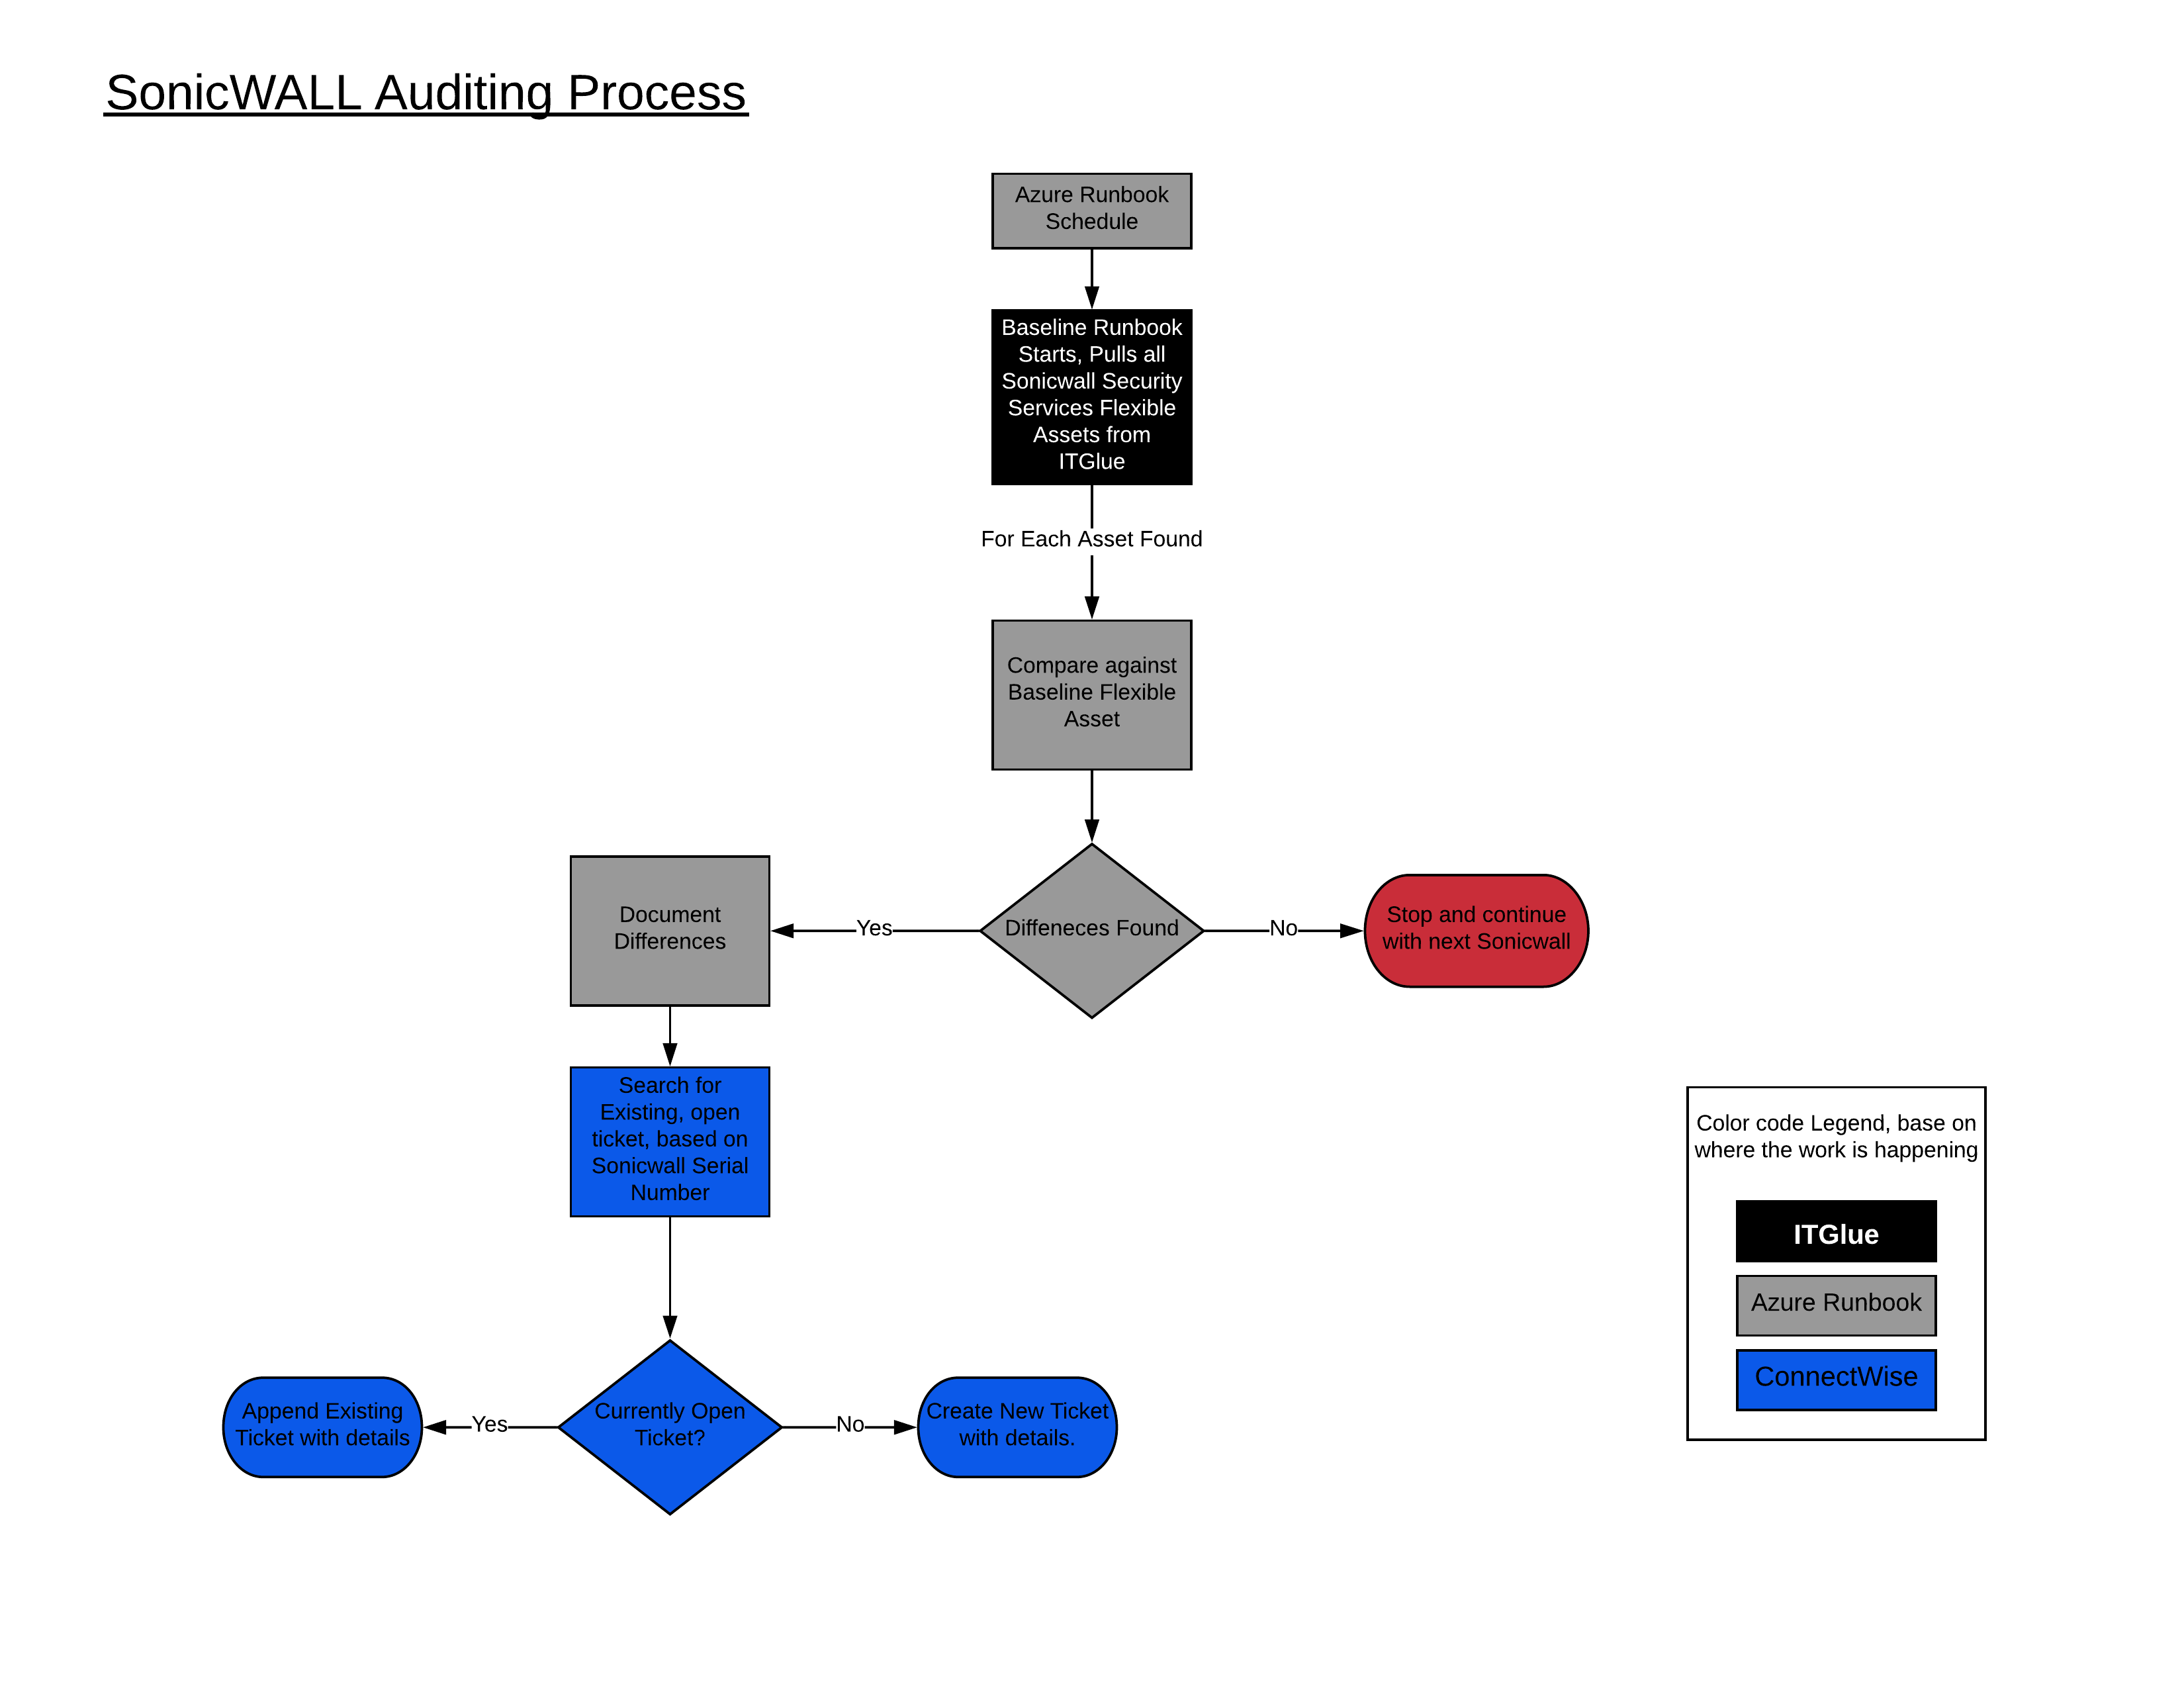 SonicWALL Auditing Process
Azure Runbook
Schedule
Baseline Runbook
Starts, Pulls all
Sonicwall Security
Services Flexible
Assets from
ITGlue
For Each Asset Found
Compare against
Baseline Flexible
Asset
Document
Differences
Yes
Diffeneces Found
No
Stop and continue
with next Sonicwall
Search for
Existing, open
ticket, based on
Sonicwall Serial
Number
Append Existing
Ticket with details
Yes
Currently Open
Ticket?
No
Create New Ticket
with details.
Color code Legend, base on
where the work is happening
ITGlue
Azure Runbook
ConnectWise